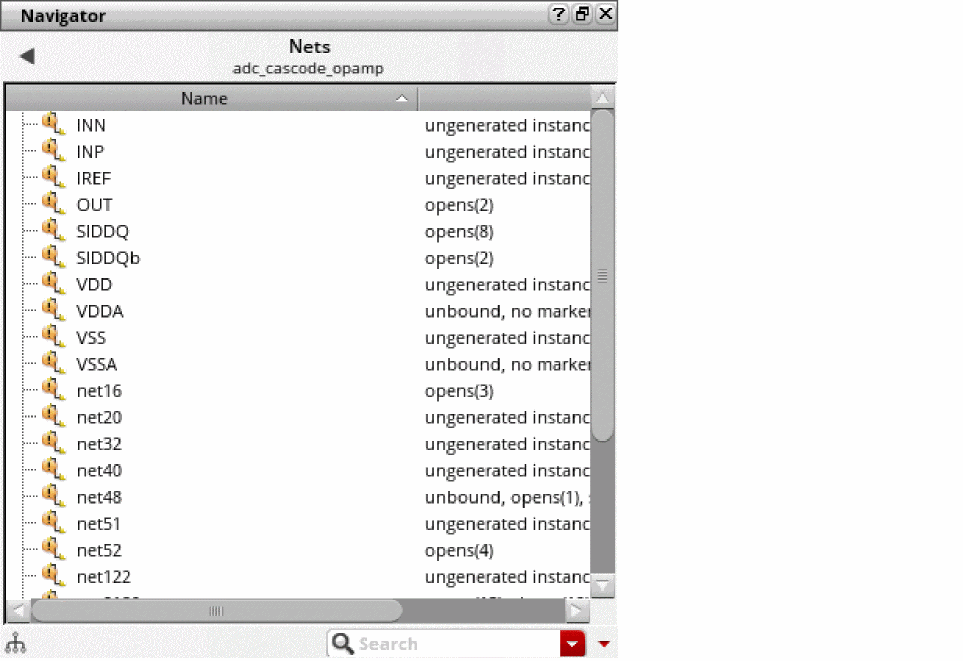 Navigator
Nets
adc_cascode_opamp
Name
INN ungenerated instanc
INP ungenerated instanc
IREF ungenerated instanc
OUT opens(2)
SIDDQ opens(8)
SIDDQb opens(2)
VDD ungenerated instanc
VDDA unbound, no marker
VSS ungenerated instanc
VSSA unbound, no marker
net16 opens(3)
net20 ungenerated instanc
net32 ungenerated instanc
net40 ungenerated instanc
net48 unbound, opens(1),
net51 ungenerated instanc
net52 opens(4)
net122 ungenerated instanc
Search